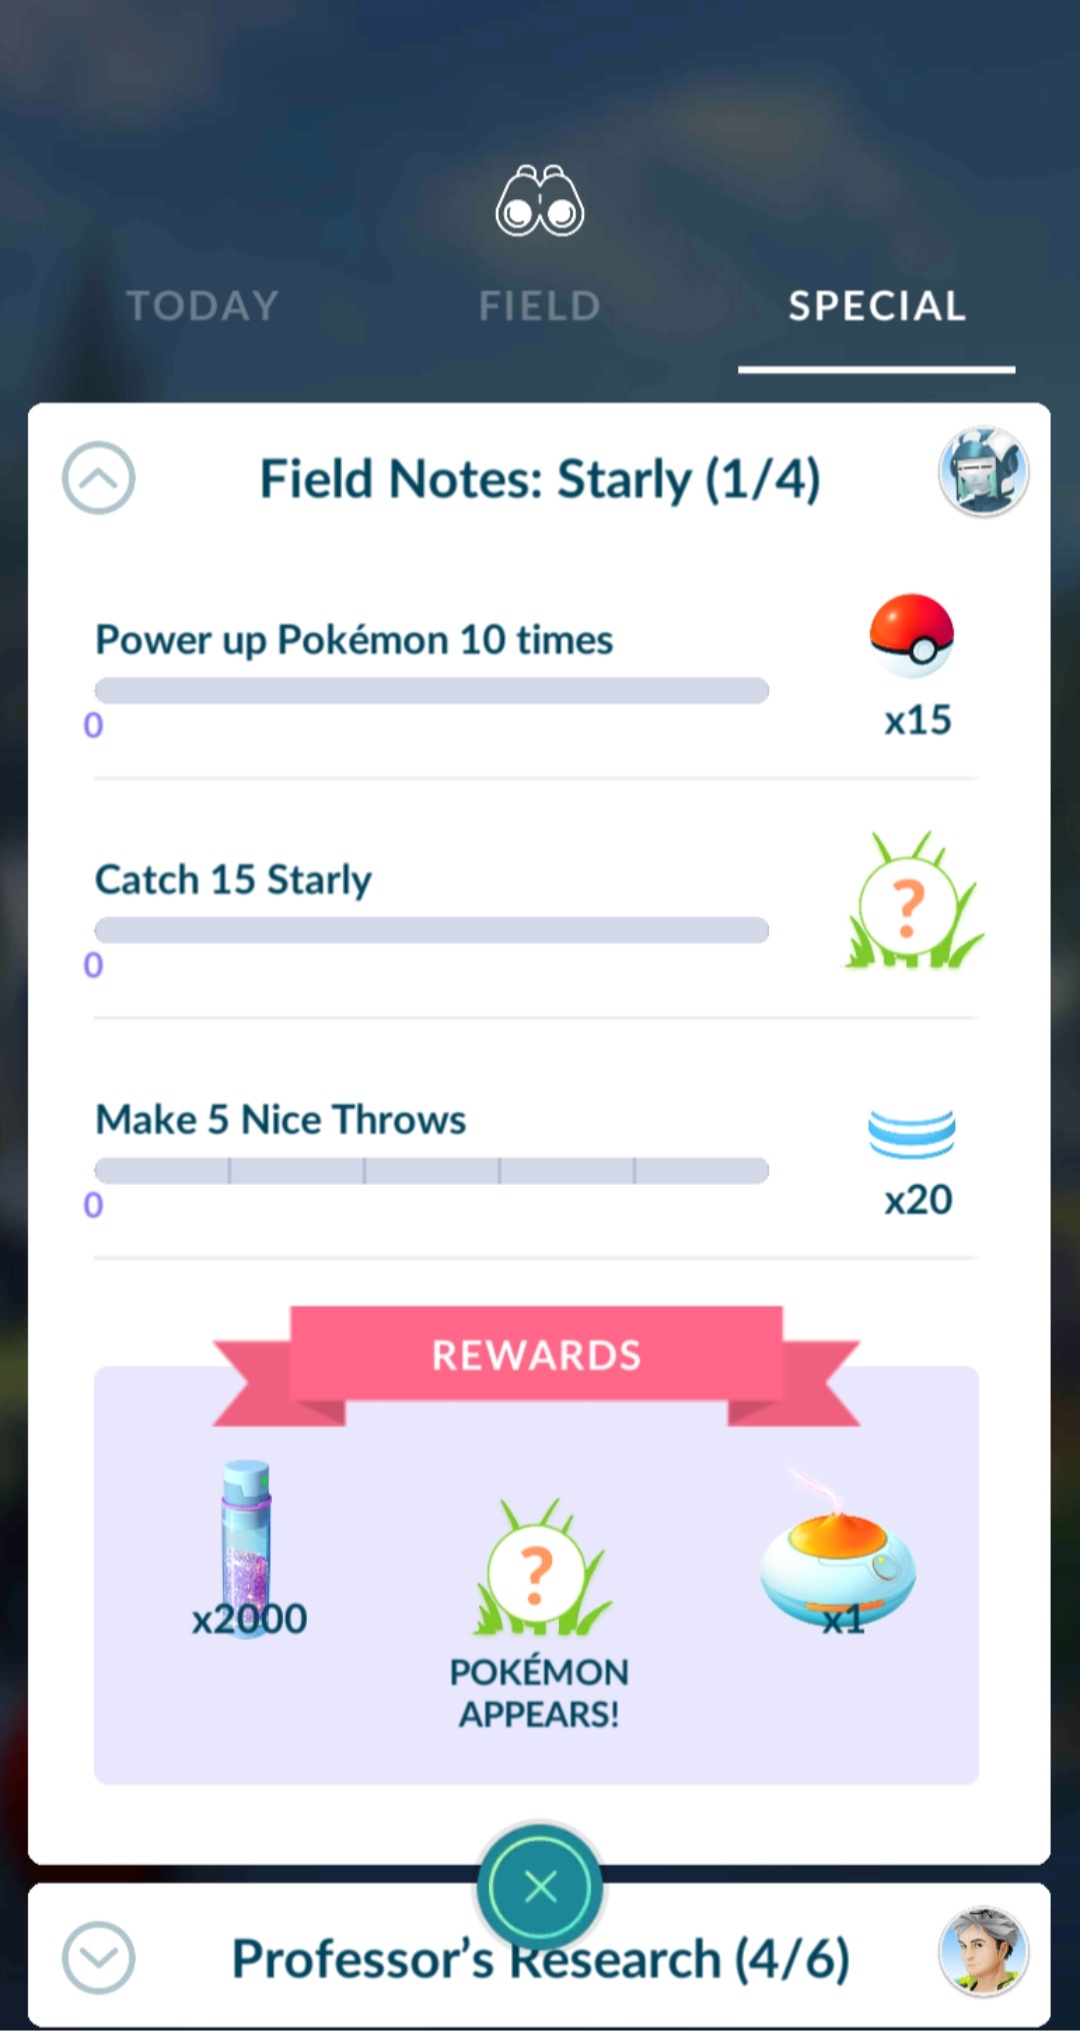 TODAY
FIELD
SPECIAL
Field Notes: Starly (1/4)
Power up Pokémon 10 times
0
x15
Catch 15 Starly
0
?
Make 5 Nice Throws
0
x20
REWARDS
x2000
?
POKÉMON
APPEARS!
x1
Professor's Research (4/6)